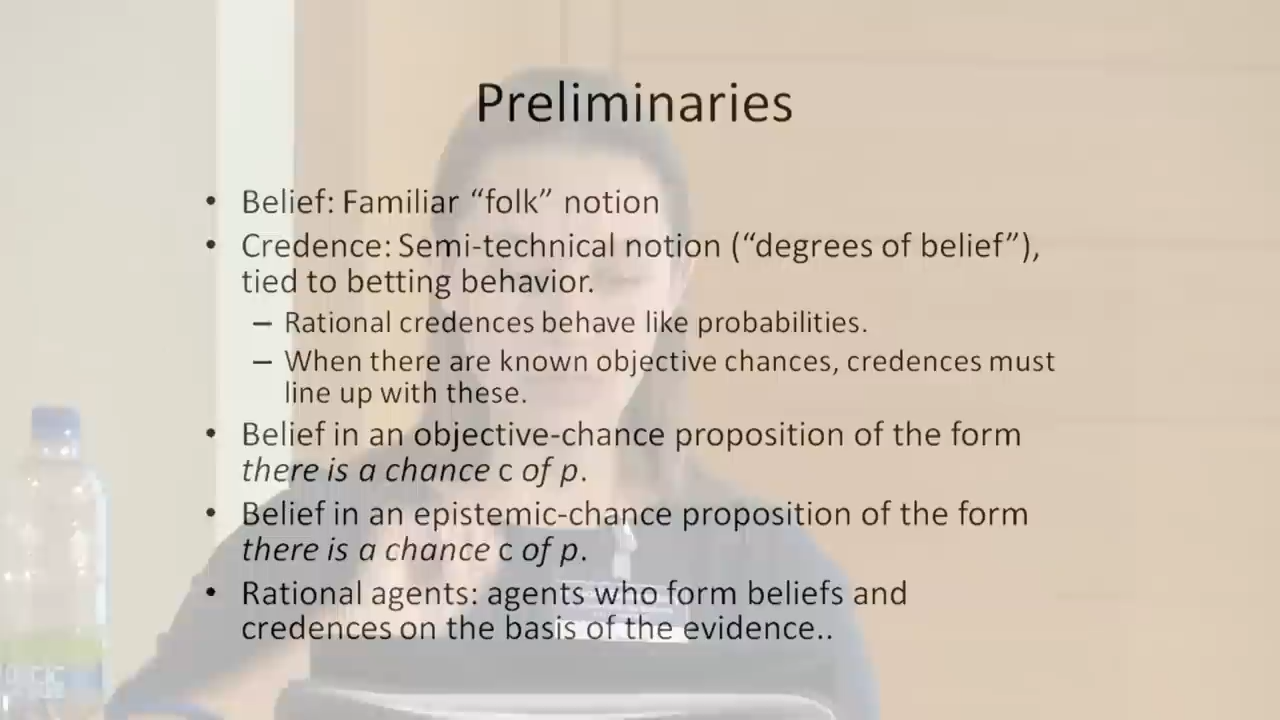 Preliminaries
• Belief: Familiar “folk” notion
• Credence: Semi-technical notion (“degrees of belief”),
tied to betting behavior.
– Rational credences behave like probabilities.
– When there are known objective chances, credences must
line up with these.
• Belief in an objective-chance proposition of the form
there is a chance c of p.
• Belief in an epistemic-chance proposition of the form
there is a chance c of p.
• Rational agents: agents who form beliefs and
credences on the basis of the evidence..